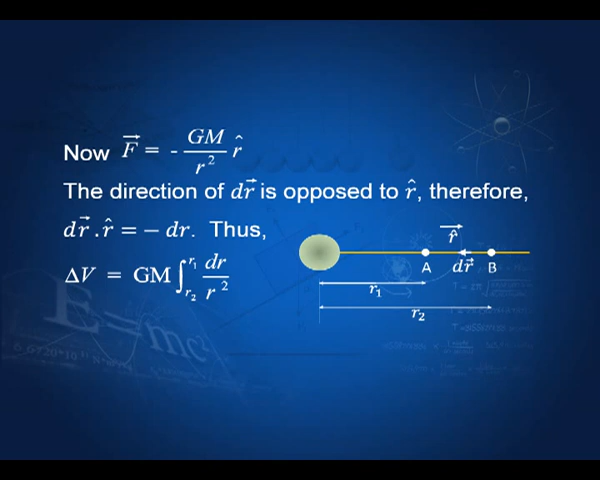 Now F⃗ = - GM/r² r̂
The direction of dr⃗ is opposed to r̂, therefore,
dr⃗ . r̂ = – dr. Thus,
ΔV = GM ∫_{r₂}^{r₁} dr/r²
r̂
A dr⃗ B
r₁
r₂
E=mc²